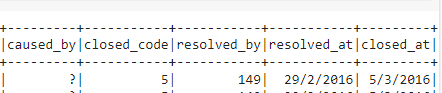 +---------+-----------+-----------+-----------+---------+
|caused_by|closed_code|resolved_by|resolved_at|closed_at|
+---------+-----------+-----------+-----------+---------+
| ?| 5| 149| 29/2/2016| 5/3/2016|